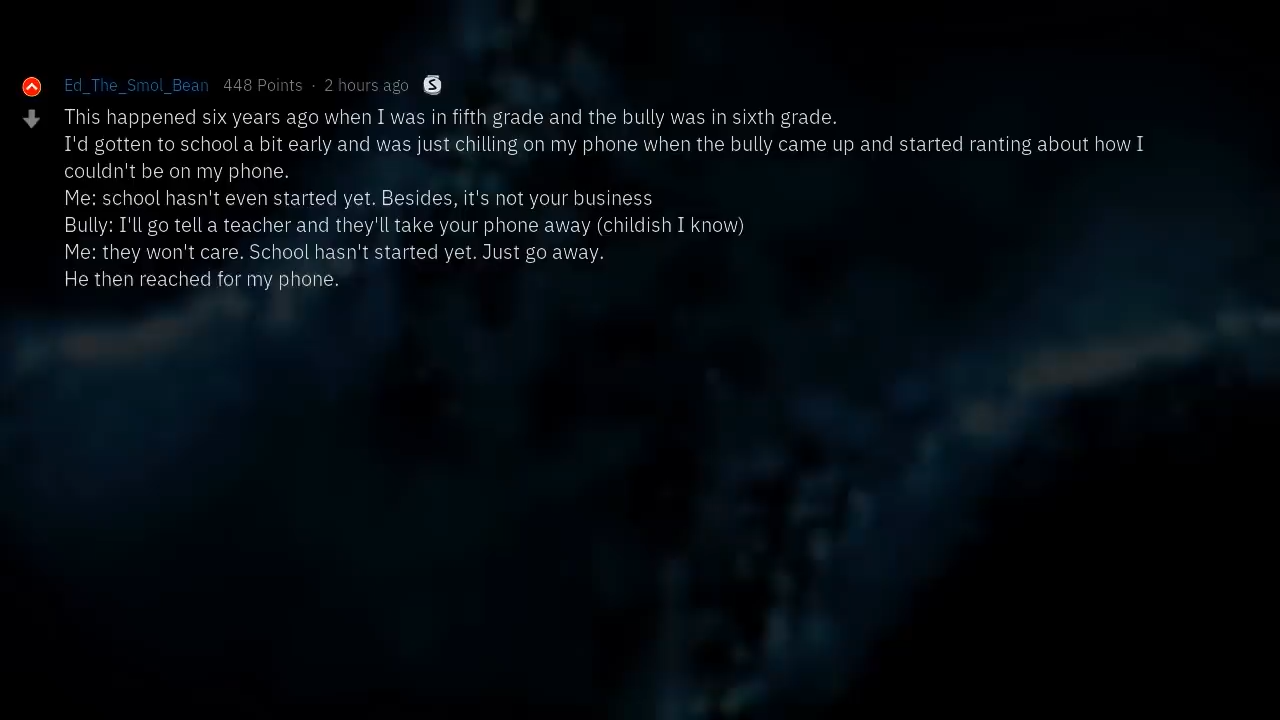 Ed_The_Smol_Bean 448 Points · 2 hours ago
This happened six years ago when I was in fifth grade and the bully was in sixth grade.
I'd gotten to school a bit early and was just chilling on my phone when the bully came up and started ranting about how I
couldn't be on my phone.
Me: school hasn't even started yet. Besides, it's not your business
Bully: I'll go tell a teacher and they'll take your phone away (childish I know)
Me: they won't care. School hasn't started yet. Just go away.
He then reached for my phone.